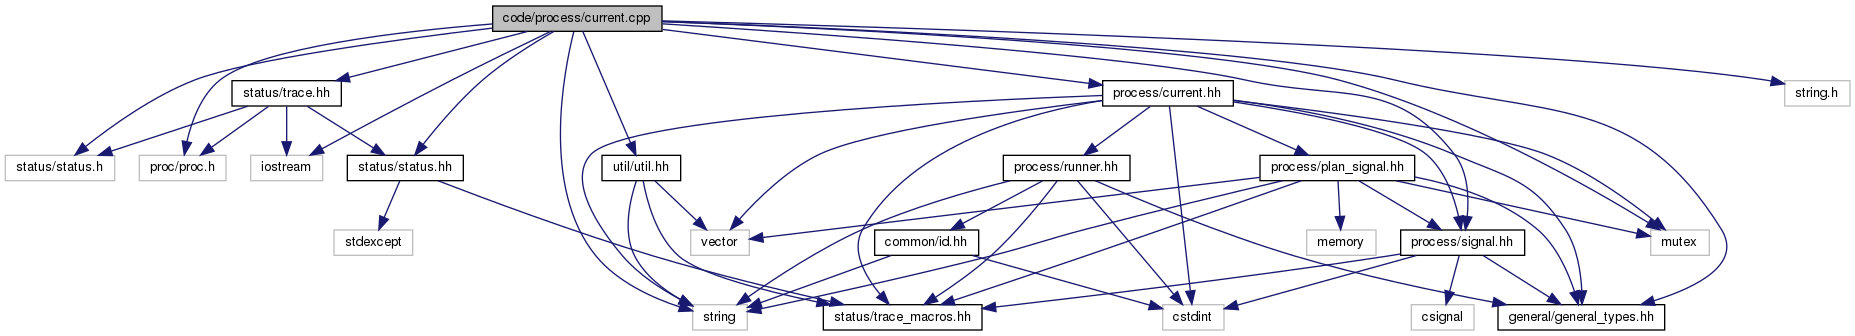 code/process/current.cpp
status/trace.hh
process/current.hh
string.h
status/status.h
proc/proc.h
iostream
status/status.hh
util/util.hh
process/runner.hh
process/plan_signal.hh
stdexcept
vector
common/id.hh
memory
process/signal.hh
mutex
string
status/trace_macros.hh
cstdint
csignal
general/general_types.hh